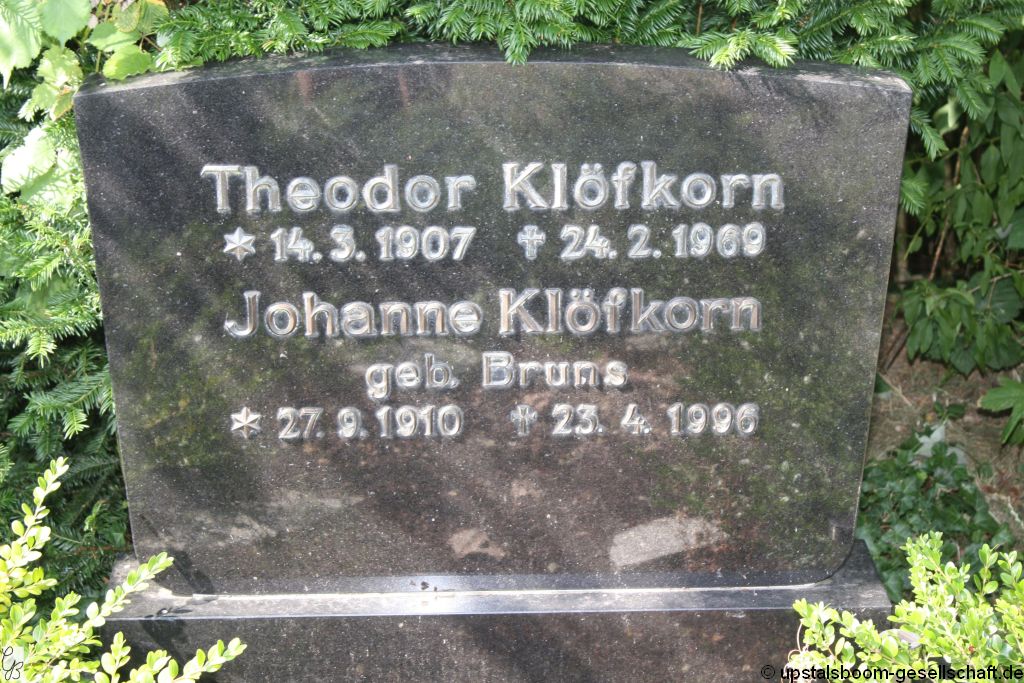 Theodor Klöfkorn
* 14. 3. 1907 ✝ 24. 2. 1969
Johanne Klöfkorn
geb. Bruns
* 27. 9. 1910 ✝ 23. 4. 1996
© upstalsboom-gesellschaft.de